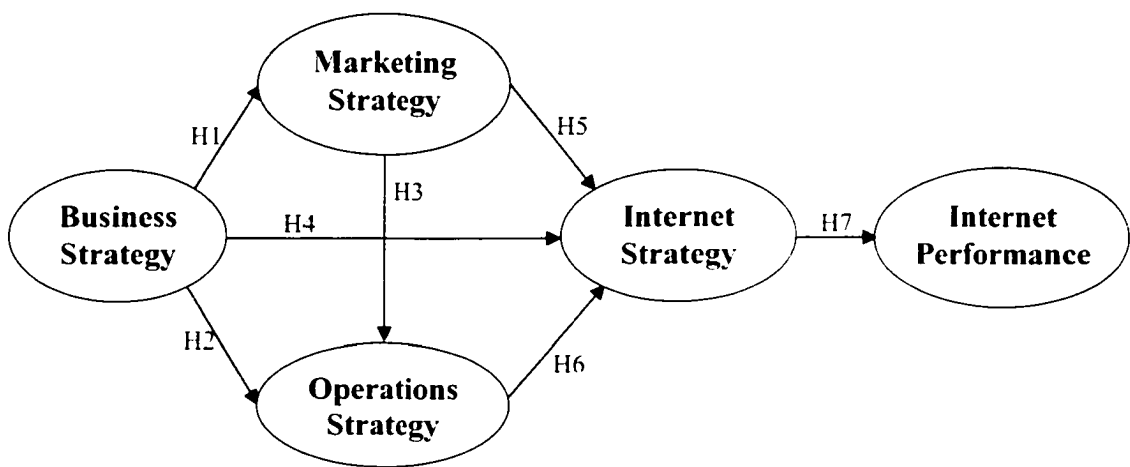 Marketing
Strategy
H1
H5
H3
Business
Strategy
H4
Internet
Strategy
H7
Internet
Performance
H2
H6
Operations
Strategy